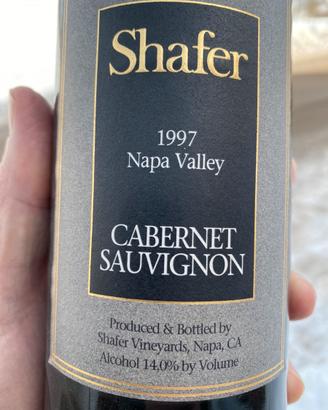 Shafer
1997
Napa Valley
CABERNET
SAUVIGNON
Produced & Bottled by
Shafer Vineyards, Napa, CA
Alcohol 14.0% by Volume